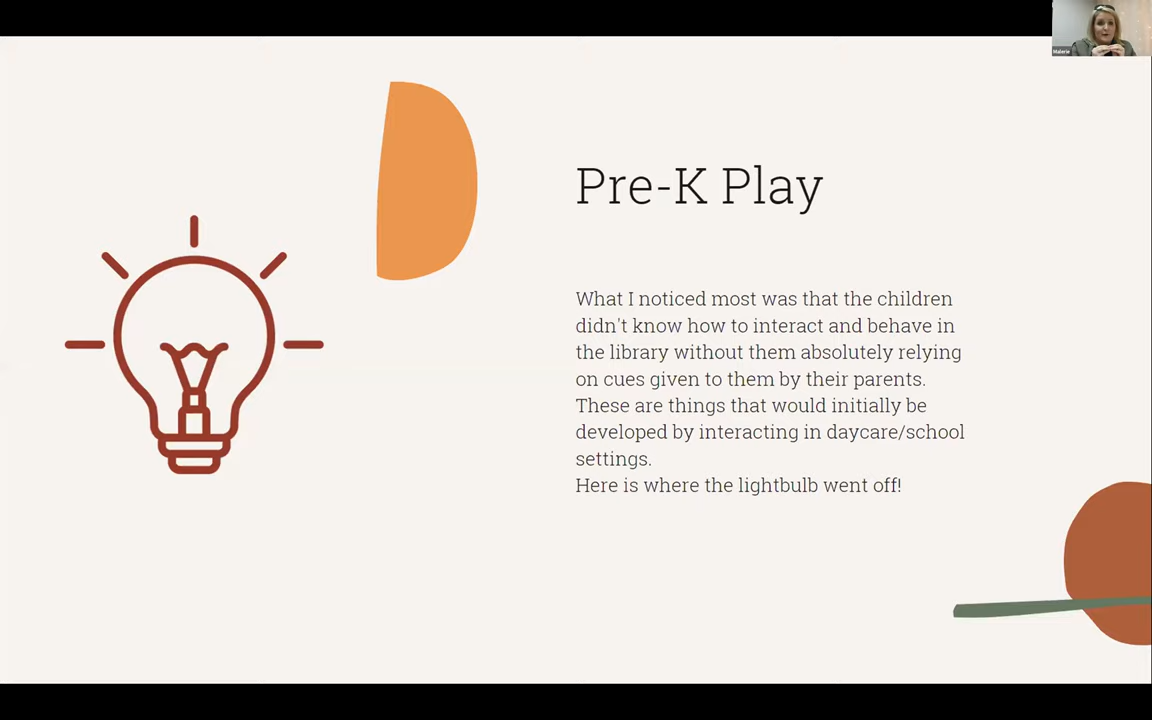 Malerie
Pre-K Play
What I noticed most was that the children
didn't know how to interact and behave in
the library without them absolutely relying
on cues given to them by their parents.
These are things that would initially be
developed by interacting in daycare/school
settings.
Here is where the lightbulb went off!